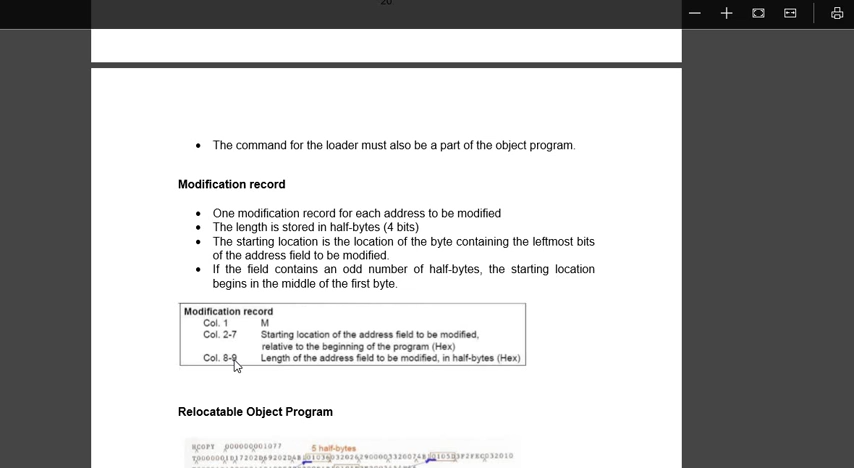 20
• The command for the loader must also be a part of the object program.
Modification record
• One modification record for each address to be modified
• The length is stored in half-bytes (4 bits)
• The starting location is the location of the byte containing the leftmost bits
of the address field to be modified.
• If the field contains an odd number of half-bytes, the starting location
begins in the middle of the first byte.
Modification record
Col. 1 M
Col. 2-7 Starting location of the address field to be modified,
relative to the beginning of the program (Hex)
Col. 8-9 Length of the address field to be modified, in half-bytes (Hex)
Relocatable Object Program
5 half-bytes
HCOPY 000000001077